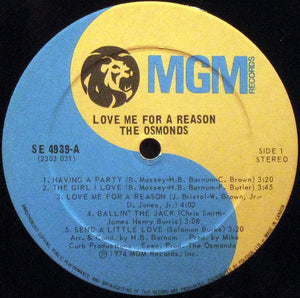 MGM
RECORDS
LOVE ME FOR A REASON
THE OSMONDS
SE 4939-A
(2303 031)
SIDE 1
STEREO
1. HAVING A PARTY (B. Massey-H.B. Barnum-C. Brown) 3:20
2. THE GIRL I LOVE (B. Massey-H.B. Barnum-F. Butler) 3:45
3. LOVE ME FOR A REASON (J. Bristol-W. Brown, Jr.-
D. Jones, Jr.) 4:02
4. BALLIN' THE JACK (Chris Smith-
James Henry Burris) 3:06
5. SEND A LITTLE LOVE (Solomon Burke) 3:20
Arr. & Cond. by H.B. Barnum - Prod. by Mike
Curb Productions - Exec. Prod. The Osmonds
℗ 1974 MGM Records, Inc.